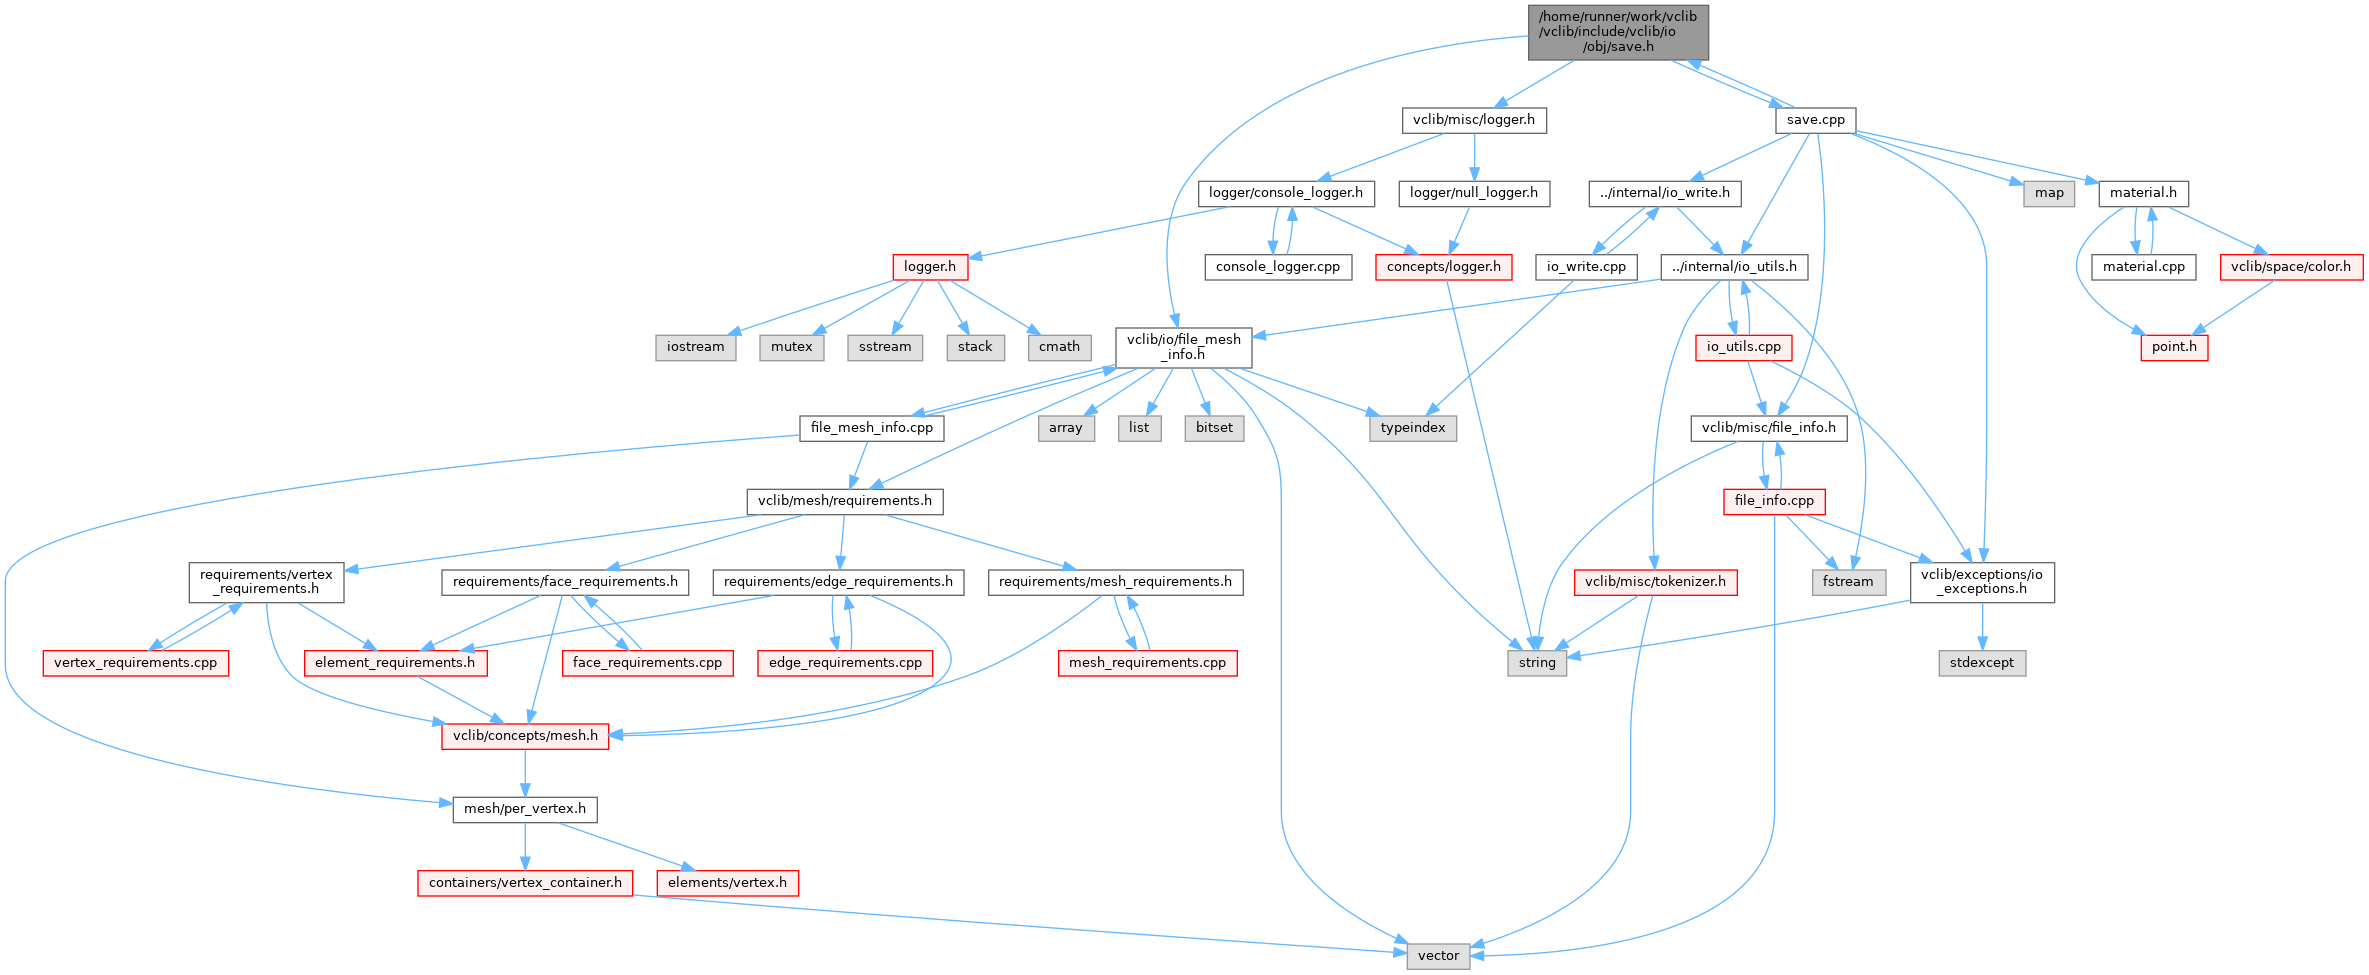 /home/runner/work/vclib
/vclib/include/vclib/io
/obj/save.h
vclib/misc/logger.h
save.cpp
logger/console_logger.h
logger/null_logger.h
../internal/io_write.h
map
material.h
logger.h
console_logger.cpp
concepts/logger.h
io_write.cpp
../internal/io_utils.h
material.cpp
vclib/space/color.h
iostream
mutex
sstream
stack
cmath
vclib/io/file_mesh
_info.h
io_utils.cpp
point.h
file_mesh_info.cpp
array
list
bitset
typeindex
vclib/misc/file_info.h
vclib/mesh/requirements.h
file_info.cpp
requirements/vertex
_requirements.h
requirements/face_requirements.h
requirements/edge_requirements.h
requirements/mesh_requirements.h
vclib/misc/tokenizer.h
fstream
vclib/exceptions/io
_exceptions.h
vertex_requirements.cpp
element_requirements.h
face_requirements.cpp
edge_requirements.cpp
mesh_requirements.cpp
string
stdexcept
vclib/concepts/mesh.h
mesh/per_vertex.h
containers/vertex_container.h
elements/vertex.h
vector